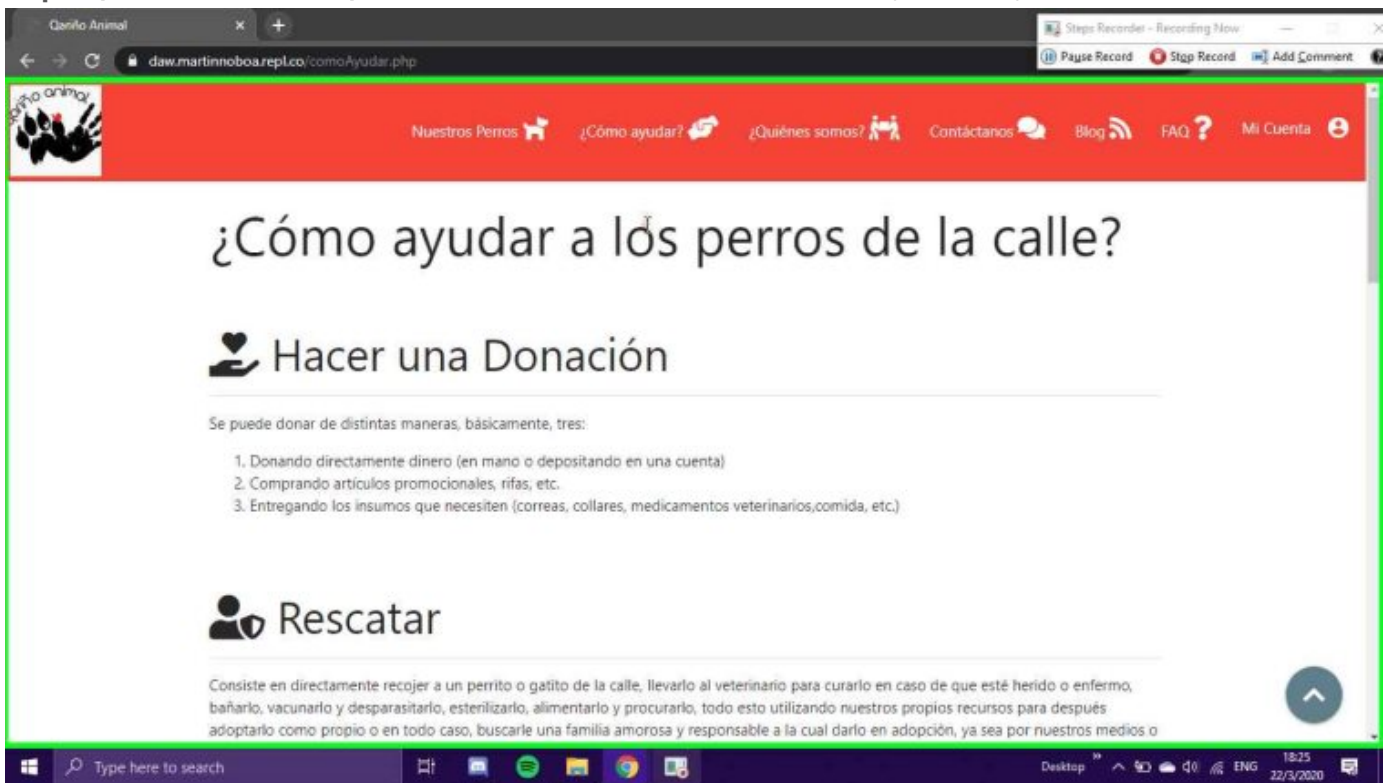 Qariño Animal
Steps Recorder - Recording Now
daw.martinnoboa.repl.co/comoAyudar.php
Pause Record Stop Record Add Comment
Nuestros Perros ¿Cómo ayudar? ¿Quiénes somos? Contáctanos Blog FAQ Mi Cuenta
¿Cómo ayudar a los perros de la calle?
Hacer una Donación
Se puede donar de distintas maneras, básicamente, tres:
1. Donando directamente dinero (en mano o depositando en una cuenta)
2. Comprando artículos promocionales, rifas, etc.
3. Entregando los insumos que necesiten (correas, collares, medicamentos veterinarios,comida, etc.)
Rescatar
Consiste en directamente recojer a un perrito o gatito de la calle, llevarlo al veterinario para curarlo en caso de que esté herido o enfermo,
bañarlo, vacunarlo y desparasitarlo, esterilizarlo, alimentarlo y procurarlo, todo esto utilizando nuestros propios recursos para después
adoptarlo como propio o en todo caso, buscarle una familia amorosa y responsable a la cual darlo en adopción, ya sea por nuestros medios o
Type here to search
Desktop
ENG
18:25
22/3/2020